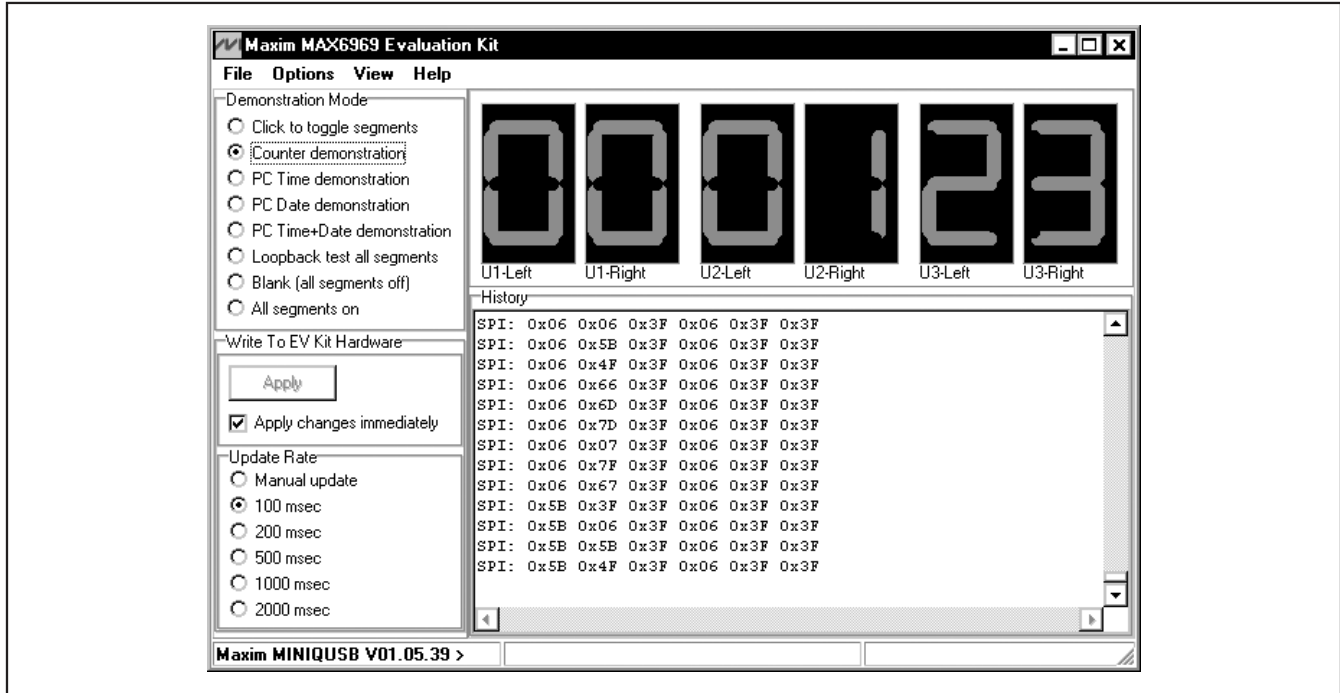 Maxim MAX6969 Evaluation Kit
File Options View Help
Demonstration Mode
Click to toggle segments
Counter demonstration
PC Time demonstration
PC Date demonstration
PC Time+Date demonstration
Loopback test all segments
Blank (all segments off)
All segments on
Write To EV Kit Hardware
Apply
Apply changes immediately
Update Rate
Manual update
100 msec
200 msec
500 msec
1000 msec
2000 msec
000123
U1-Left U1-Right U2-Left U2-Right U3-Left U3-Right
History
SPI: 0x06 0x06 0x3F 0x06 0x3F 0x3F
SPI: 0x06 0x5B 0x3F 0x06 0x3F 0x3F
SPI: 0x06 0x4F 0x3F 0x06 0x3F 0x3F
SPI: 0x06 0x66 0x3F 0x06 0x3F 0x3F
SPI: 0x06 0x6D 0x3F 0x06 0x3F 0x3F
SPI: 0x06 0x7D 0x3F 0x06 0x3F 0x3F
SPI: 0x06 0x07 0x3F 0x06 0x3F 0x3F
SPI: 0x06 0x7F 0x3F 0x06 0x3F 0x3F
SPI: 0x06 0x67 0x3F 0x06 0x3F 0x3F
SPI: 0x5B 0x3F 0x3F 0x06 0x3F 0x3F
SPI: 0x5B 0x06 0x3F 0x06 0x3F 0x3F
SPI: 0x5B 0x5B 0x3F 0x06 0x3F 0x3F
SPI: 0x5B 0x4F 0x3F 0x06 0x3F 0x3F
Maxim MINIQUSB V01.05.39 >